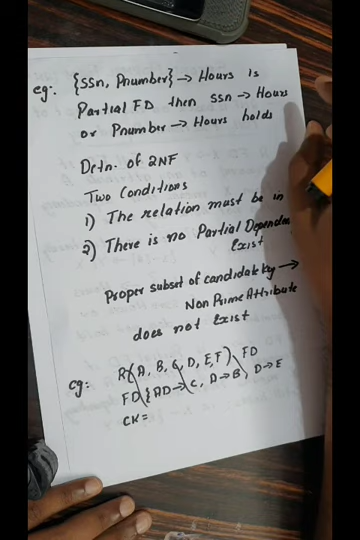 eg: {Ssn, Pnumber} → Hours is
Partial FD then ssn → Hours
or Pnumber → Hours holds
Defn. of 2NF
Two Conditions
1) The relation must be in
2) There is no Partial Depende
Exist
Proper subset of candidate key →
Non Prime Attribute
does not Exist
eg: R(A, B, C, D, E, F) FD
FD {AD → C, A → B, D → E
CK =